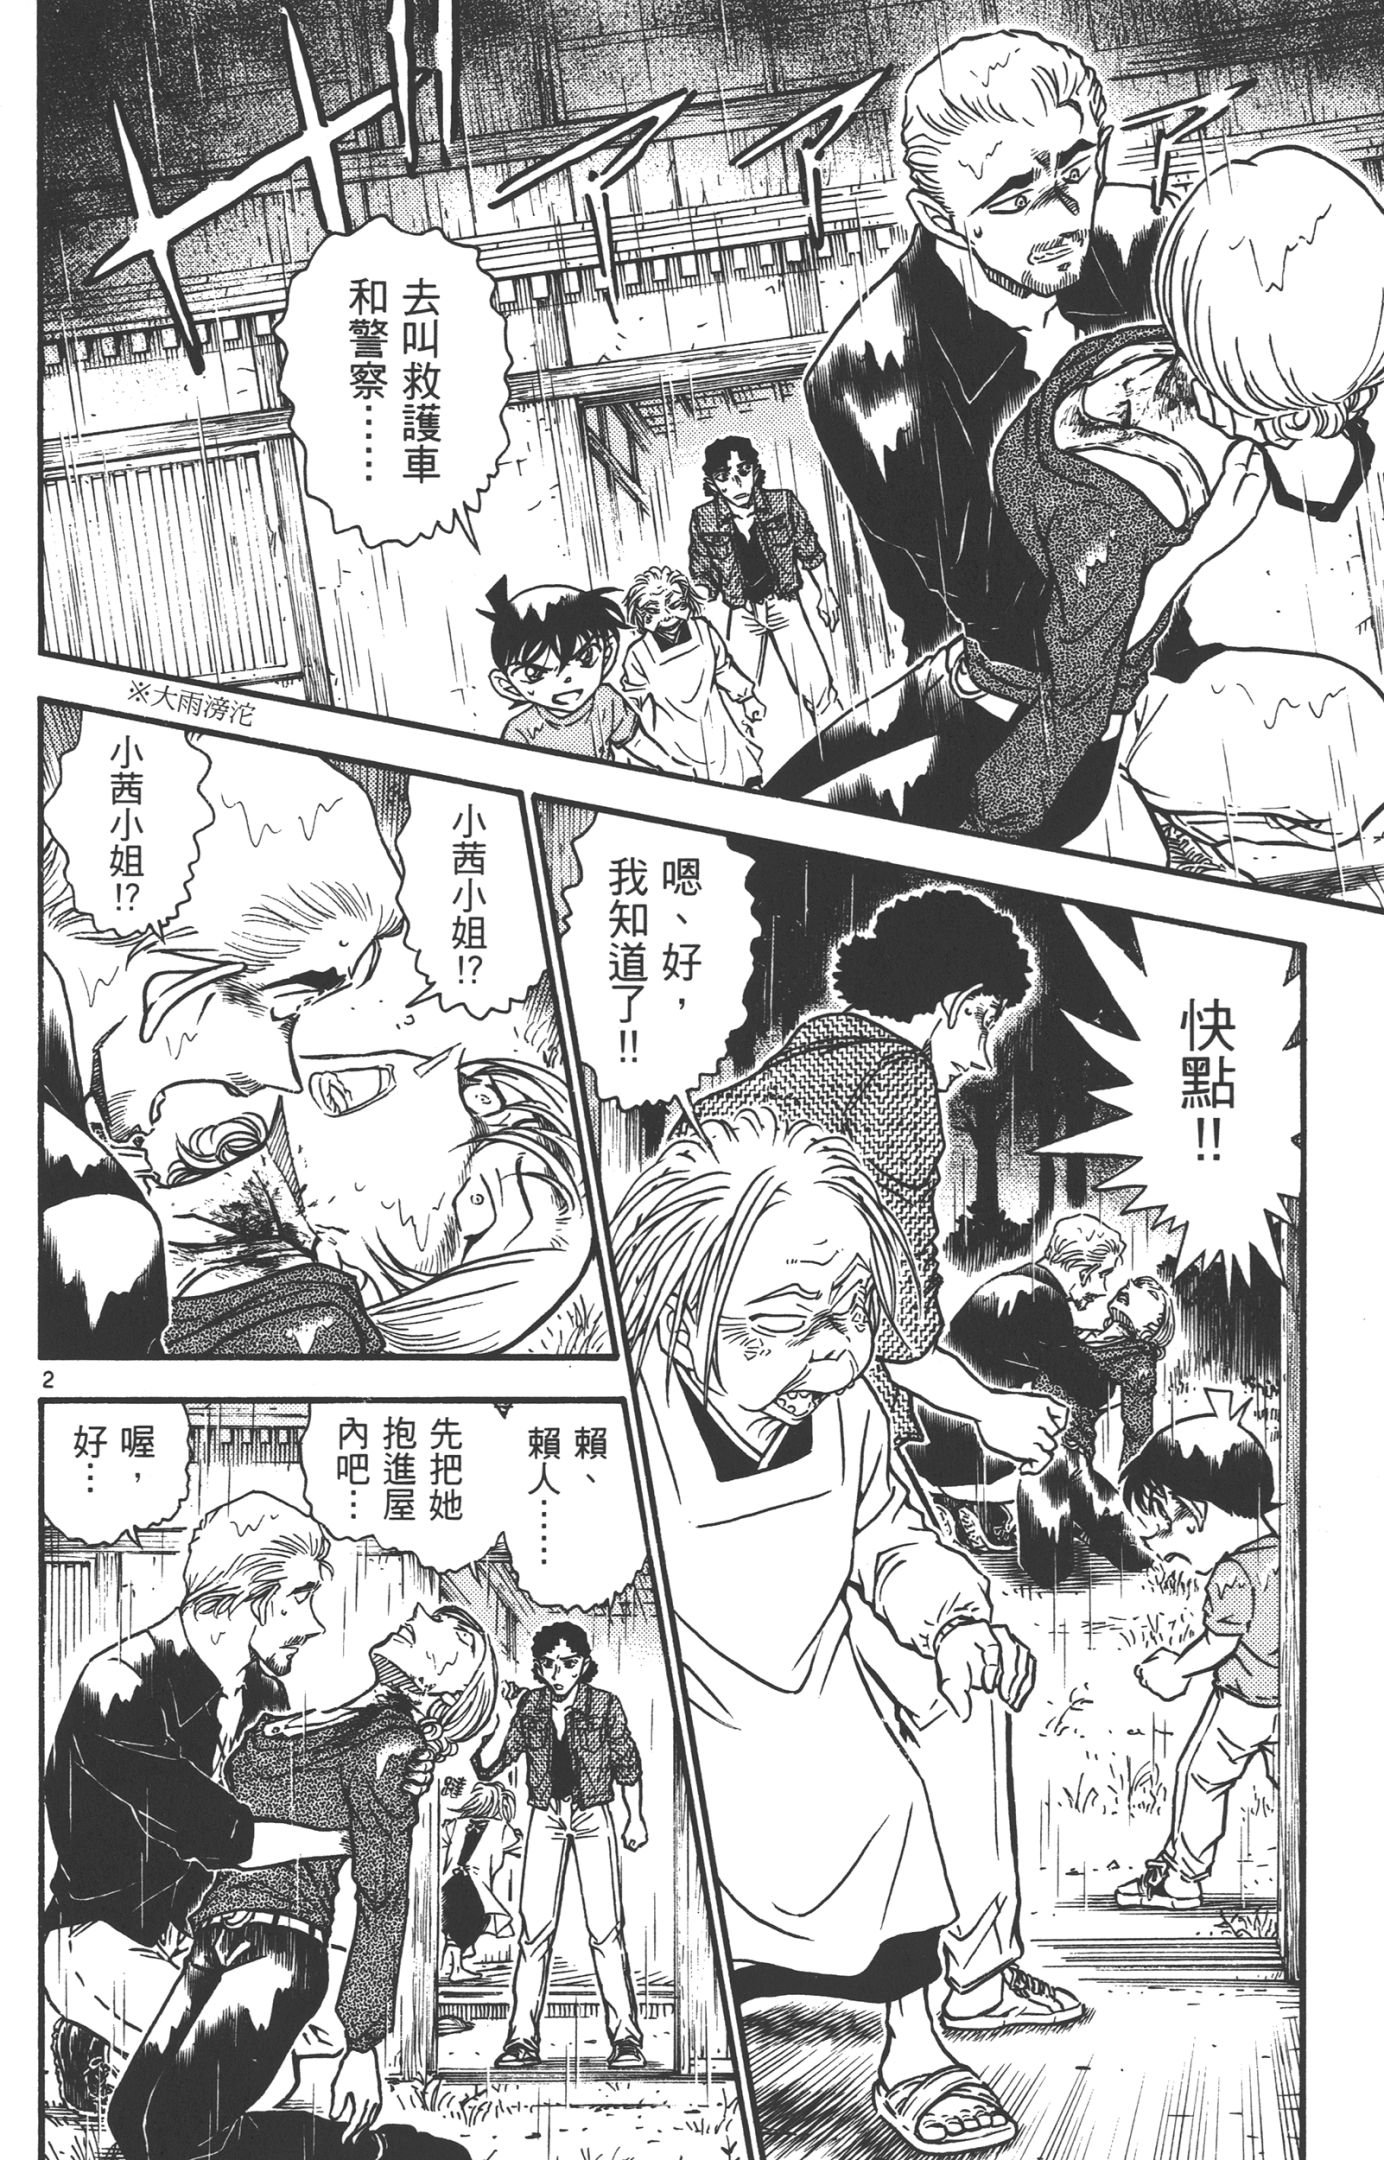 去叫救護車
和警察……
ザアアア
※大雨滂沱
快點!!
嗯、好，
我知道了!!
小茜小姐!?
小茜小姐!?
2
賴、
賴人……
先把她
抱進屋
內吧…
喔，
好…